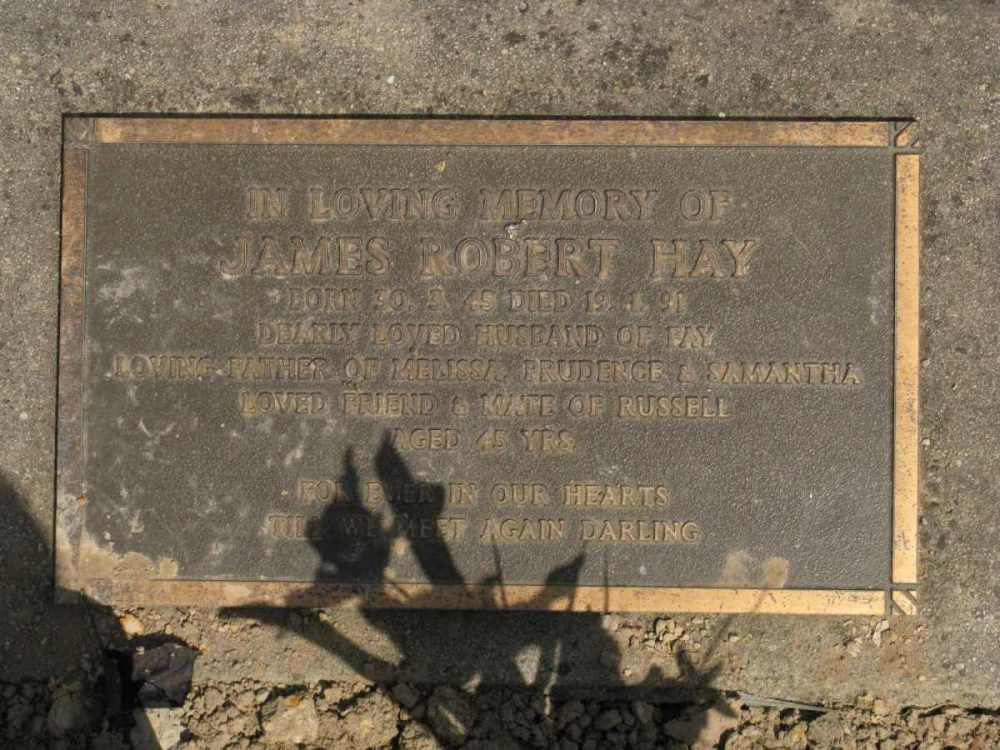 IN LOVING MEMORY OF
JAMES ROBERT HAY
BORN 30. 5. 45 DIED 19. 1. 91
DEARLY LOVED HUSBAND OF FAY
LOVING FATHER OF MELISSA, PRUDENCE & SAMANTHA
LOVED FRIEND & MATE OF RUSSELL
AGED 45 YRS.
FOR EVER IN OUR HEARTS
TILL WE MEET AGAIN DARLING